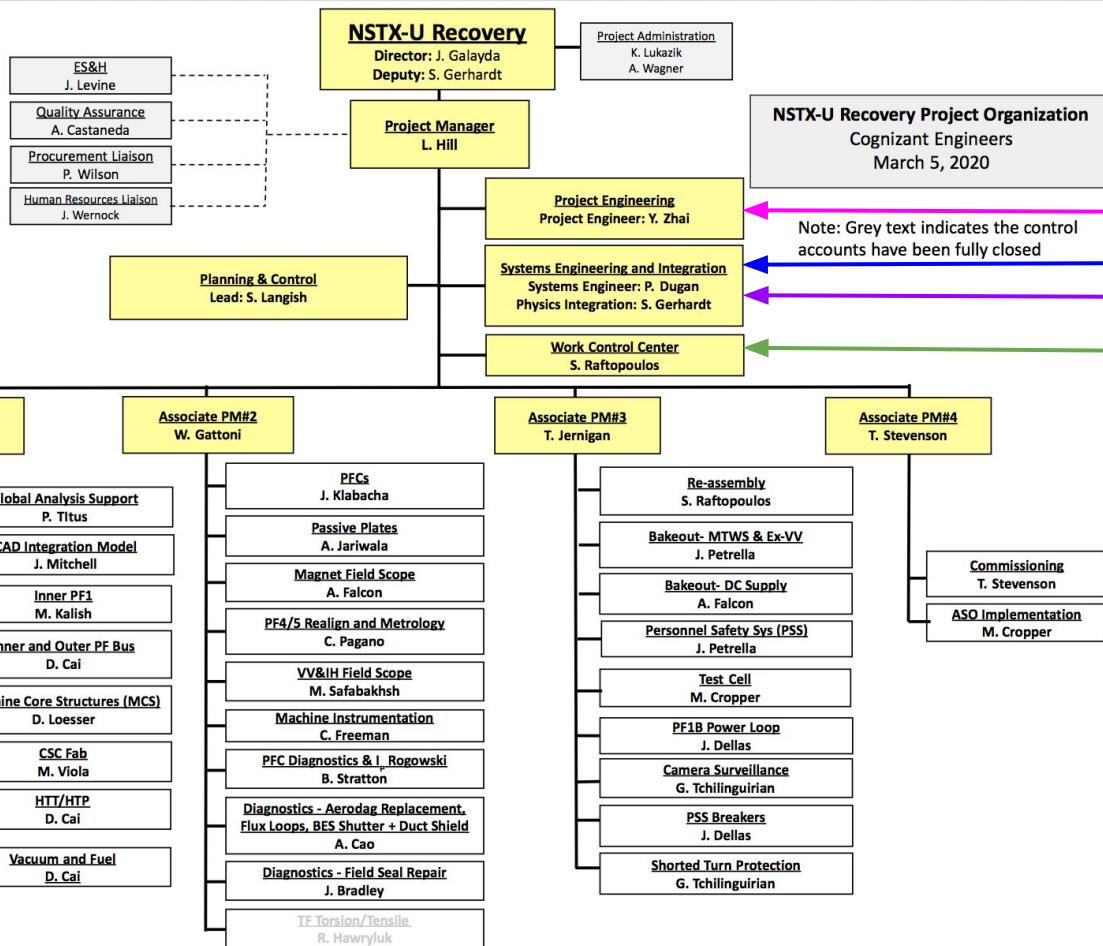 NSTX-U Recovery
Director: J. Galayda
Deputy: S. Gerhardt
Project Administration
K. Lukazik
A. Wagner
ES&H
J. Levine
Quality Assurance
A. Castaneda
Procurement Liaison
P. Wilson
Human Resources Liaison
J. Wernock
Project Manager
L. Hill
NSTX-U Recovery Project Organization
Cognizant Engineers
March 5, 2020
Project Engineering
Project Engineer: Y. Zhai
Note: Grey text indicates the control
accounts have been fully closed
Planning & Control
Lead: S. Langish
Systems Engineering and Integration
Systems Engineer: P. Dugan
Physics Integration: S. Gerhardt
Work Control Center
S. Raftopoulos
Associate PM#2
W. Gattoni
Associate PM#3
T. Jernigan
Associate PM#4
T. Stevenson
lobal Analysis Support
P. TItus
CAD Integration Model
J. Mitchell
Inner PF1
M. Kalish
nner and Outer PF Bus
D. Cai
ine Core Structures (MCS)
D. Loesser
CSC Fab
M. Viola
HTT/HTP
D. Cai
Vacuum and Fuel
D. Cai
PFCs
J. Klabacha
Passive Plates
A. Jariwala
Magnet Field Scope
A. Falcon
PF4/5 Realign and Metrology
C. Pagano
VV&IH Field Scope
M. Safabakhsh
Machine Instrumentation
C. Freeman
PFC Diagnostics & Ip Rogowski
B. Stratton
Diagnostics - Aerodag Replacement,
Flux Loops, BES Shutter + Duct Shield
A. Cao
Diagnostics - Field Seal Repair
J. Bradley
TF Torsion/Tensile
R. Hawryluk
Re-assembly
S. Raftopoulos
Bakeout- MTWS & Ex-VV
J. Petrella
Bakeout- DC Supply
A. Falcon
Personnel Safety Sys (PSS)
J. Petrella
Test Cell
M. Cropper
PF1B Power Loop
J. Dellas
Camera Surveillance
G. Tchilinguirian
PSS Breakers
J. Dellas
Shorted Turn Protection
G. Tchilinguirian
Commissioning
T. Stevenson
ASO Implementation
M. Cropper